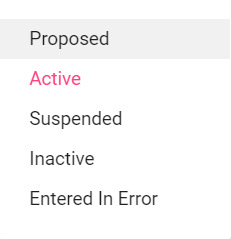 Proposed
Active
Suspended
Inactive
Entered In Error